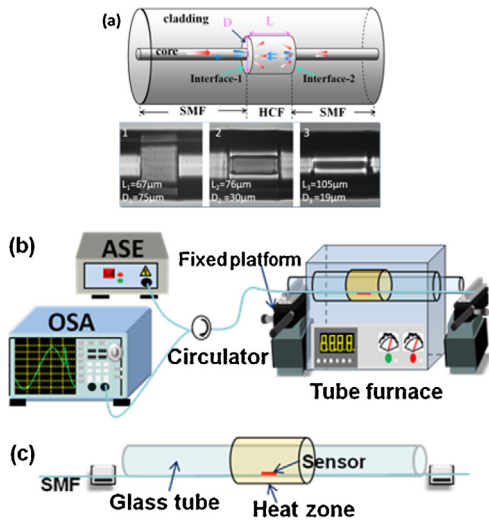 (a)
cladding
D
L
core
Interface-1
Interface-2
SMF
HCF
SMF
1
2
3
L₁=67μm
D₁=75μm
L₂=76μm
D₂=30μm
L₃=105μm
D₃=19μm
(b)
ASE
Fixed platform
OSA
Circulator
Tube furnace
(c)
Sensor
SMF
Glass tube
Heat zone